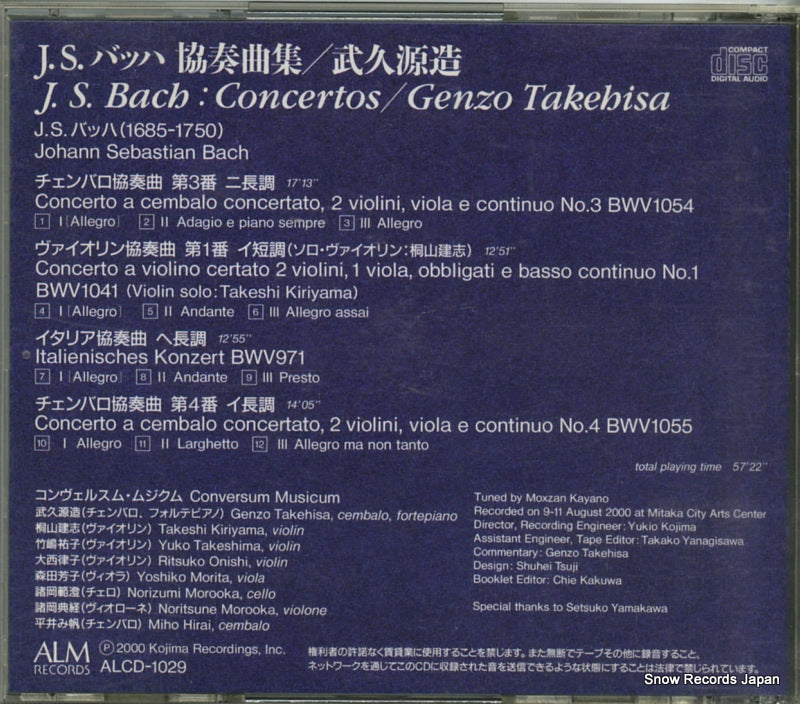 J.S.バッハ 協奏曲集／武久源造
COMPACT
disc
DIGITAL AUDIO
J. S. Bach : Concertos/Genzo Takehisa
J.S.バッハ(1685-1750)
Johann Sebastian Bach
チェンバロ協奏曲 第3番 ニ長調 17'13"
Concerto a cembalo concertato, 2 violini, viola e continuo No.3 BWV1054
1 I [Allegro] 2 II Adagio e piano sempre 3 III Allegro
ヴァイオリン協奏曲 第1番 イ短調(ソロ・ヴァイオリン:桐山建志) 12'51"
Concerto a violino certato 2 violini, 1 viola, obbligati e basso continuo No.1
BWV1041 (Violin solo:Takeshi Kiriyama)
4 I [Allegro] 5 II Andante 6 III Allegro assai
イタリア協奏曲 ヘ長調 12'55"
Italienisches Konzert BWV971
7 I [Allegro] 8 II Andante 9 III Presto
チェンバロ協奏曲 第4番 イ長調 14'05"
Concerto a cembalo concertato, 2 violini, viola e continuo No.4 BWV1055
10 I Allegro 11 II Larghetto 12 III Allegro ma non tanto
total playing time 57'22"
コンヴェルスム・ムジクム Conversum Musicum
武久源造(チェンバロ、フォルテピアノ) Genzo Takehisa, cembalo, fortepiano
桐山建志(ヴァイオリン) Takeshi Kiriyama, violin
竹嶋祐子(ヴァイオリン) Yuko Takeshima, violin
大西律子(ヴァイオリン) Ritsuko Onishi, violin
森田芳子(ヴィオラ) Yoshiko Morita, viola
諸岡範澄(チェロ) Norizumi Morooka, cello
諸岡典経(ヴィオローネ) Noritsune Morooka, violone
平井み帆(チェンバロ) Miho Hirai, cembalo
Tuned by Moxzan Kayano
Recorded on 9-11 August 2000 at Mitaka City Arts Center
Director, Recording Engineer: Yukio Kojima
Assistant Engineer, Tape Editor: Takako Yanagisawa
Commentary: Genzo Takehisa
Design: Shuhei Tsuji
Booklet Editor: Chie Kakuwa
Special thanks to Setsuko Yamakawa
ALM
RECORDS
Ⓟ2000 Kojima Recordings, Inc.
ALCD-1029
権利者の許諾なく賃貸業に使用することを禁じます。また無断でテープその他に録音すること、
ネットワークを通じてこのCDに収録された音を送信できるような状態にすることは法律で禁じられています。
Snow Records Japan